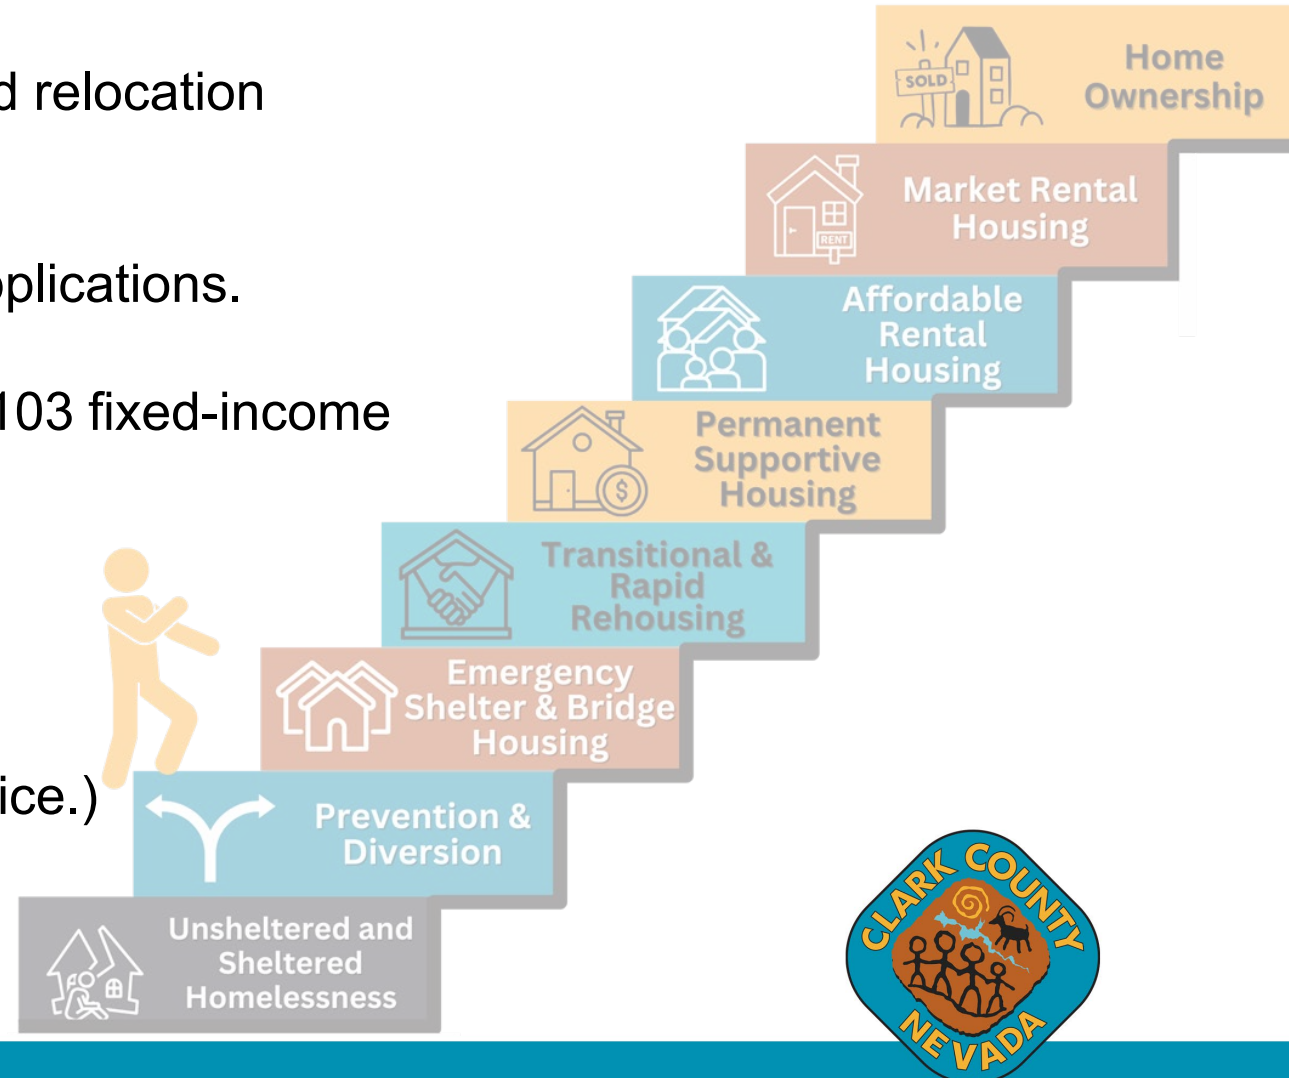 d relocation
pplications.
103 fixed-income
ice.)
SOLD
Home
Ownership
Market Rental
Housing
RENT
Affordable
Rental
Housing
Permanent
Supportive
Housing
$
Transitional &
Rapid
Rehousing
Emergency
Shelter & Bridge
Housing
Prevention &
Diversion
Unsheltered and
Sheltered
Homelessness
CLARK COUNTY
NEVADA